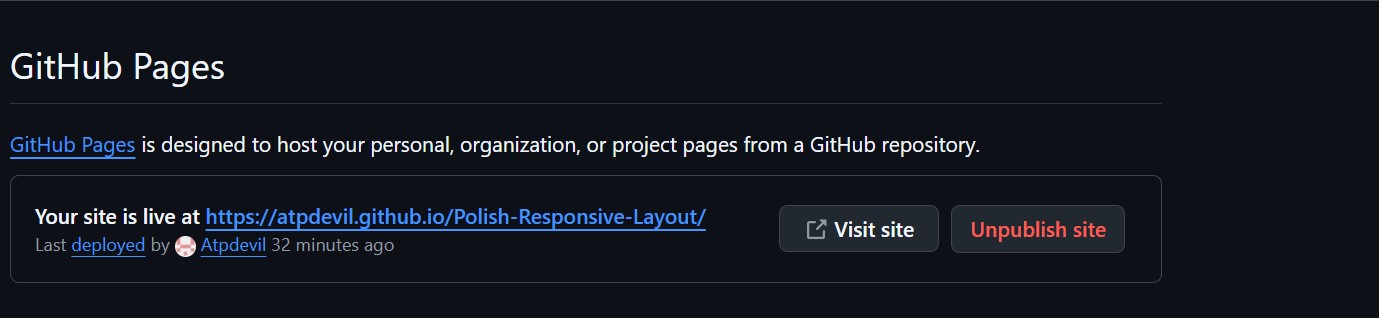 GitHub Pages
GitHub Pages is designed to host your personal, organization, or project pages from a GitHub repository.
Your site is live at https://atpdevil.github.io/Polish-Responsive-Layout/
Last deployed by Atpdevil 32 minutes ago
Visit site
Unpublish site